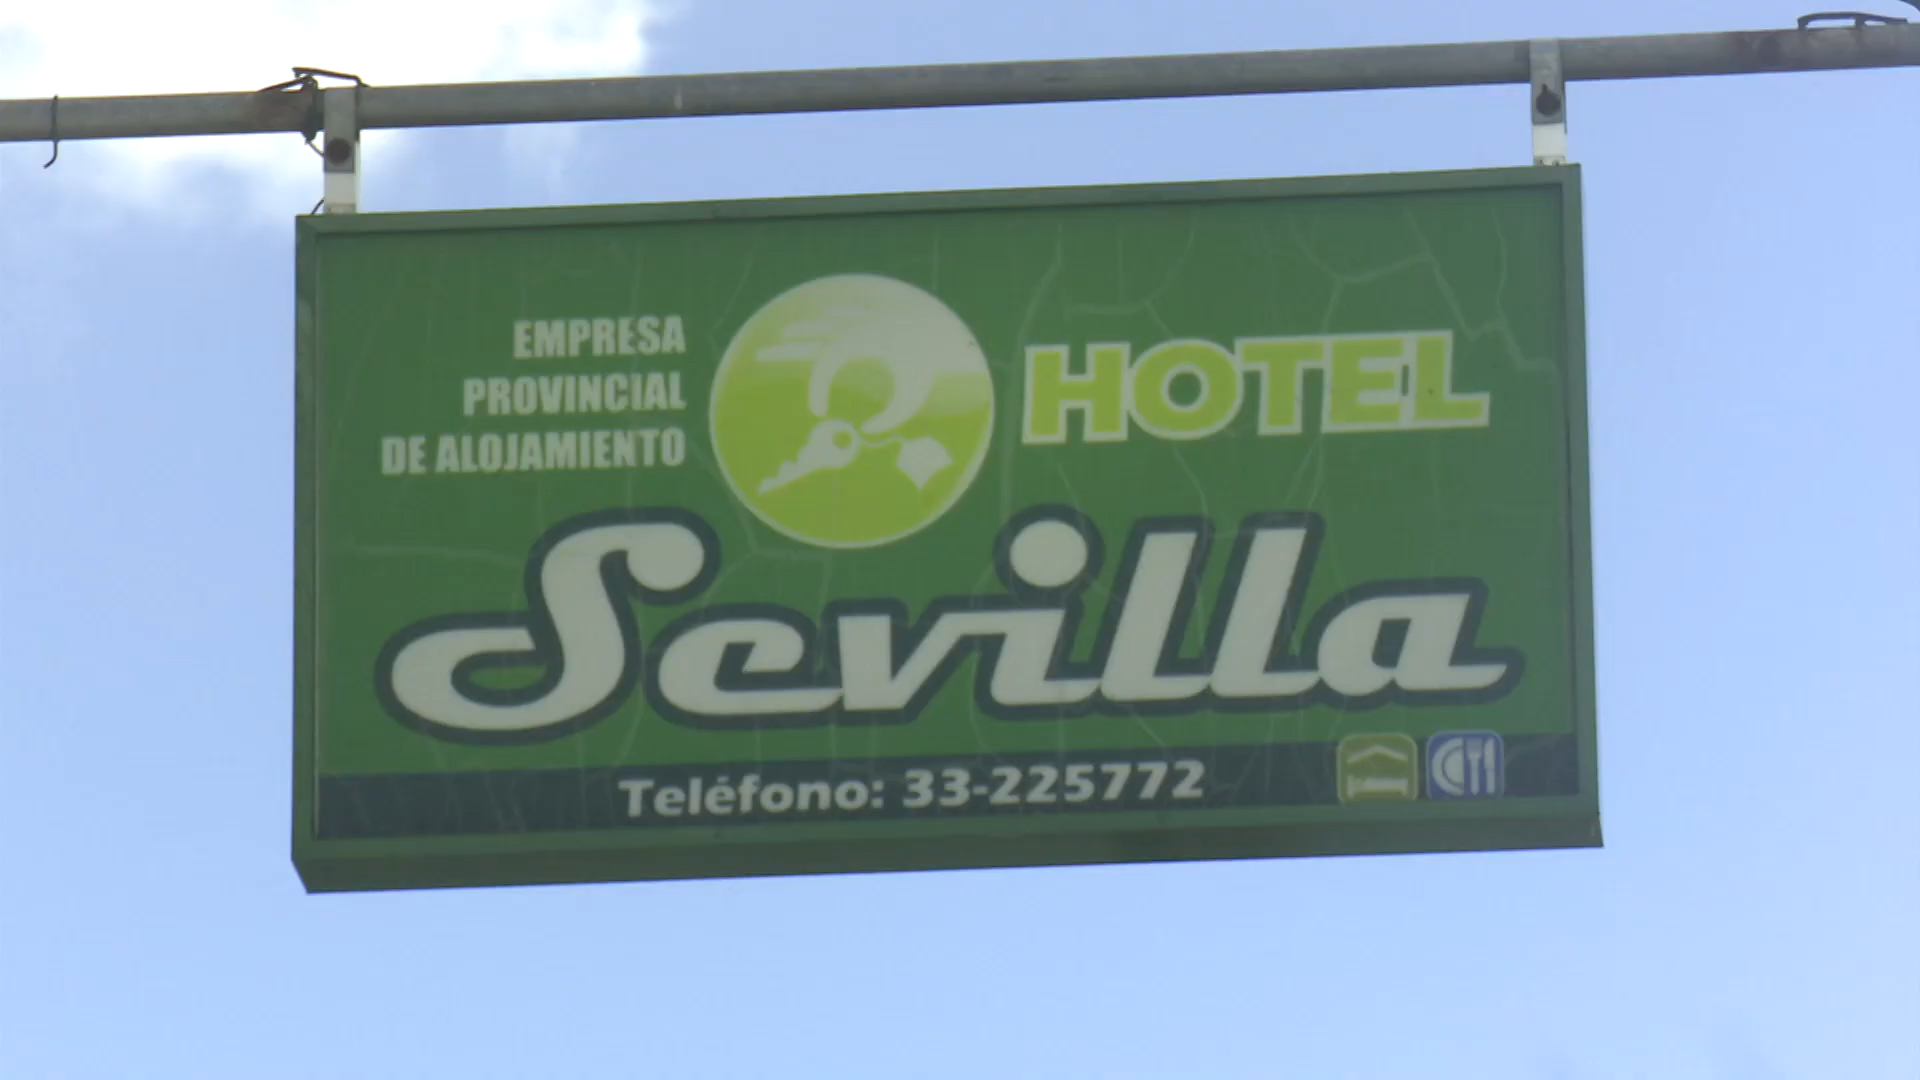 EMPRESA
PROVINCIAL
DE ALOJAMIENTO
HOTEL
Sevilla
Teléfono: 33-225772